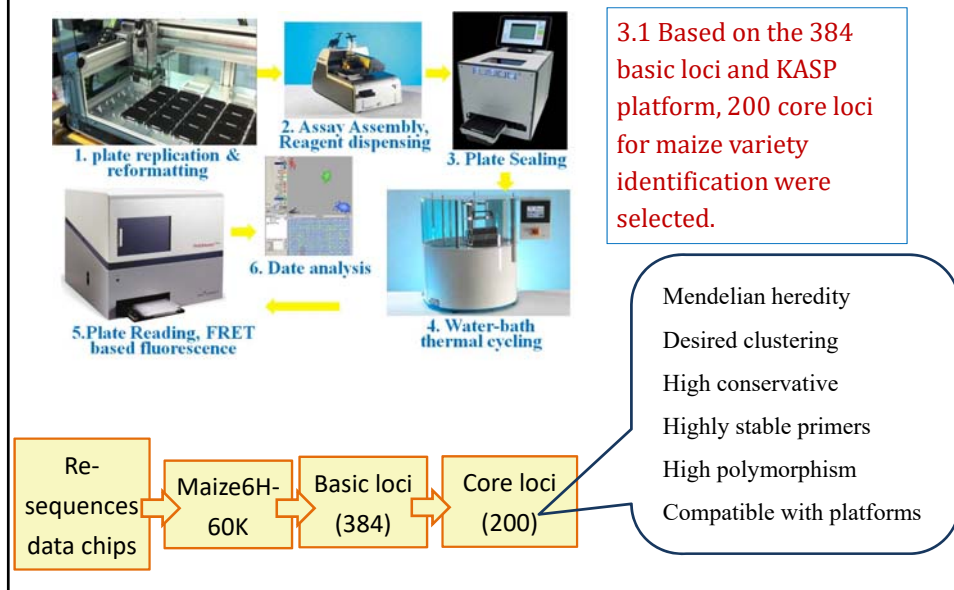 1. plate replication &
reformatting
2. Assay Assembly,
Reagent dispensing
3. Plate Sealing
3.1 Based on the 384
basic loci and KASP
platform, 200 core loci
for maize variety
identification were
selected.
6. Date analysis
5.Plate Reading, FRET
based fluorescence
4. Water-bath
thermal cycling
Mendelian heredity
Desired clustering
High conservative
Highly stable primers
High polymorphism
Compatible with platforms
Re-
sequences
data chips
Maize6H-
60K
Basic loci
(384)
Core loci
(200)